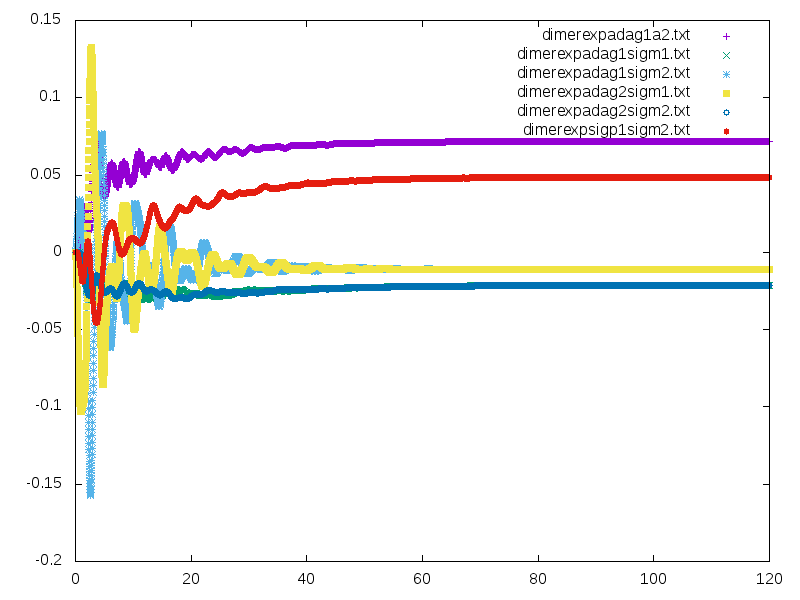 0.15
0.1
0.05
0
-0.05
-0.1
-0.15
-0.2
0 20 40 60 80 100 120
dimerexpadag1a2.txt
dimerexpadag1sigm1.txt
dimerexpadag1sigm2.txt
dimerexpadag2sigm1.txt
dimerexpadag2sigm2.txt
dimerexpsigp1sigm2.txt